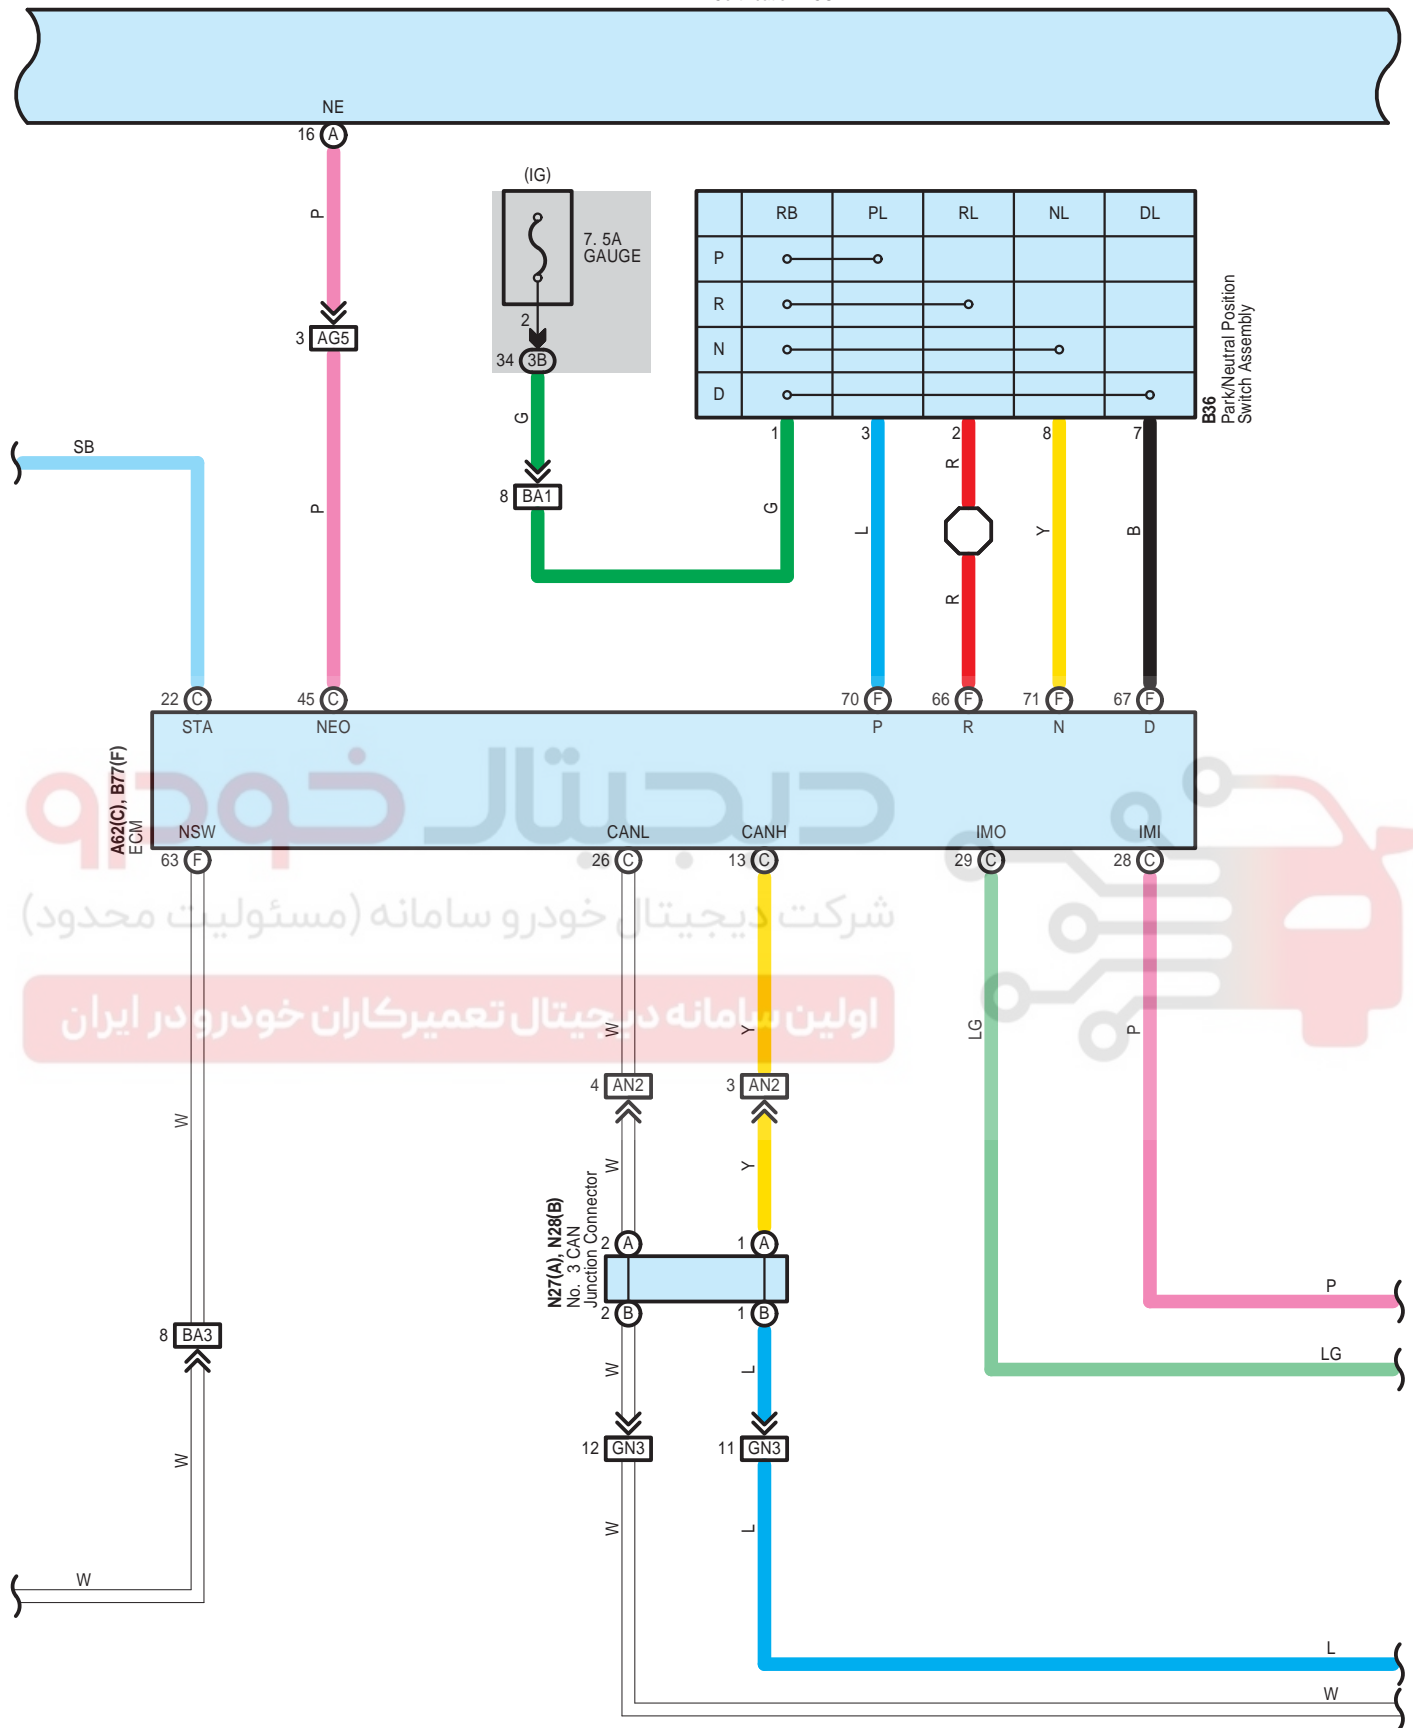 NE
16 A
P
(IG)
7. 5A
GAUGE
2
34 3B
RB PL RL NL DL
P
R
N
D
B36
Park/Neutral Position
Switch Assembly
3 AG5
G
1 3 2 8 7
SB
R
8 BA1
P
G
L
Y
B
R
22 C
45 C
70 F
66 F
71 F
67 F
STA NEO P R N D
A62(C), B77(F)
ECM
دیجیتال خودرو
NSW CANL CANH IMO IMI
63 F
26 C
13 C
29 C
28 C
شرکت دیجیتال خودرو سامانه (مسئولیت محدود)
اولین سامانه دیجیتال تعمیرکاران خودرو در ایران
W
Y
LG
P
4 AN2
3 AN2
W
W
Y
N27(A), N28(B)
No. 3 CAN
Junction Connector
2 A
1 A
2 B
1 B
P
8 BA3
LG
W
L
W
12 GN3
11 GN3
W
L
W
L
W